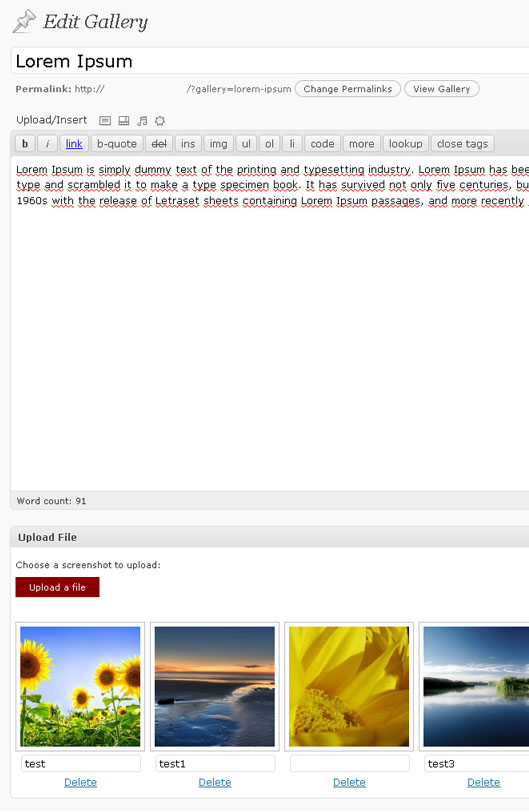 Edit Gallery
Lorem Ipsum
Permalink: http:// /?gallery=lorem-ipsum Change Permalinks View Gallery
Upload/Insert
b i link b-quote del ins img ul ol li code more lookup close tags
Lorem Ipsum is simply dummy text of the printing and typesetting industry. Lorem Ipsum has bee
type and scrambled it to make a type specimen book. It has survived not only five centuries, bu
1960s with the release of Letraset sheets containing Lorem Ipsum passages, and more recently
Word count: 91
Upload File
Choose a screenshot to upload:
Upload a file
test test1 test3
Delete Delete Delete Delete